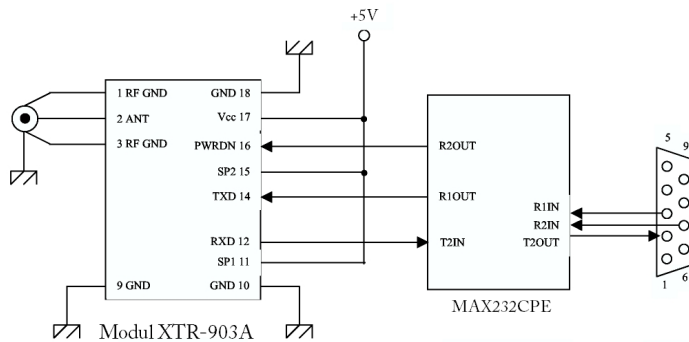 +5V
1 RF GND
2 ANT
3 RF GND
9 GND
GND 18
Vcc 17
PWRDN 16
SP2 15
TXD 14
RXD 12
SP1 11
GND 10
Modul XTR-903A
R2OUT
R1OUT
T2IN
R1IN
R2IN
T2OUT
MAX232CPE
5
9
1
6